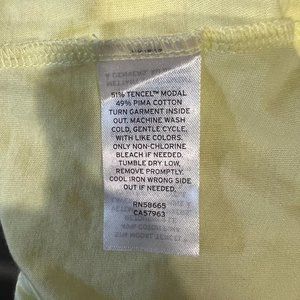 51% TENCEL™ MODAL
49% PIMA COTTON
TURN GARMENT INSIDE
OUT. MACHINE WASH
COLD, GENTLE CYCLE,
WITH LIKE COLORS.
ONLY NON-CHLORINE
BLEACH IF NEEDED.
TUMBLE DRY LOW,
REMOVE PROMPTLY.
COOL IRON WRONG SIDE
OUT IF NEEDED.
RN58665
CA57963